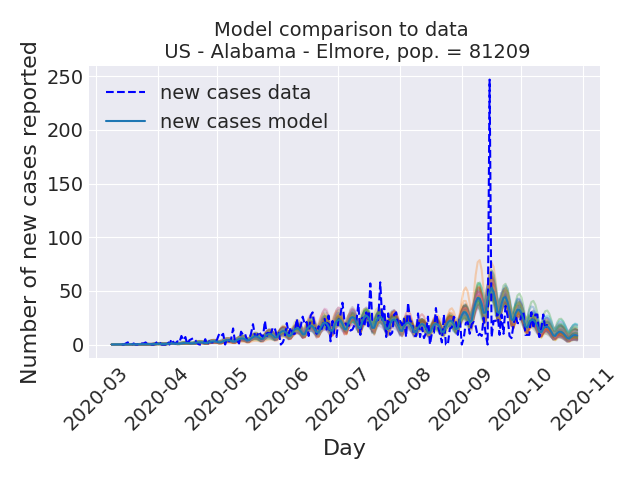 Model comparison to data
US - Alabama - Elmore, pop. = 81209
Number of new cases reported
250
200
150
100
50
0
new cases data
new cases model
2020-03
2020-04
2020-05
2020-06
2020-07
2020-08
2020-09
2020-10
2020-11
Day